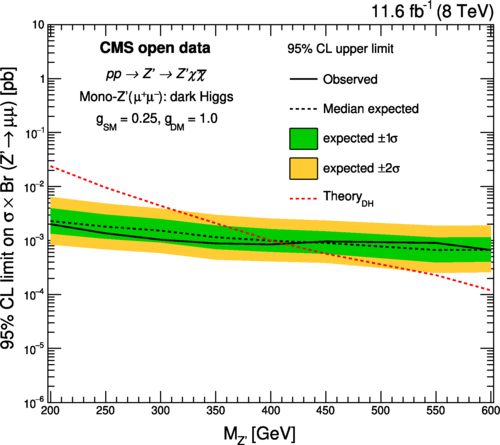 11.6 fb⁻¹ (8 TeV)
CMS open data
pp → Z' → Z'χχ̅
Mono-Z'(μ⁺μ⁻): dark Higgs
g_SM = 0.25, g_DM = 1.0
95% CL upper limit
Observed
Median expected
expected ±1σ
expected ±2σ
Theory_DH
95% CL limit on σ × Br (Z' → μμ) [pb]
10
1
10⁻¹
10⁻²
10⁻³
10⁻⁴
10⁻⁵
10⁻⁶
200 250 300 350 400 450 500 550 600
M_Z' [GeV]